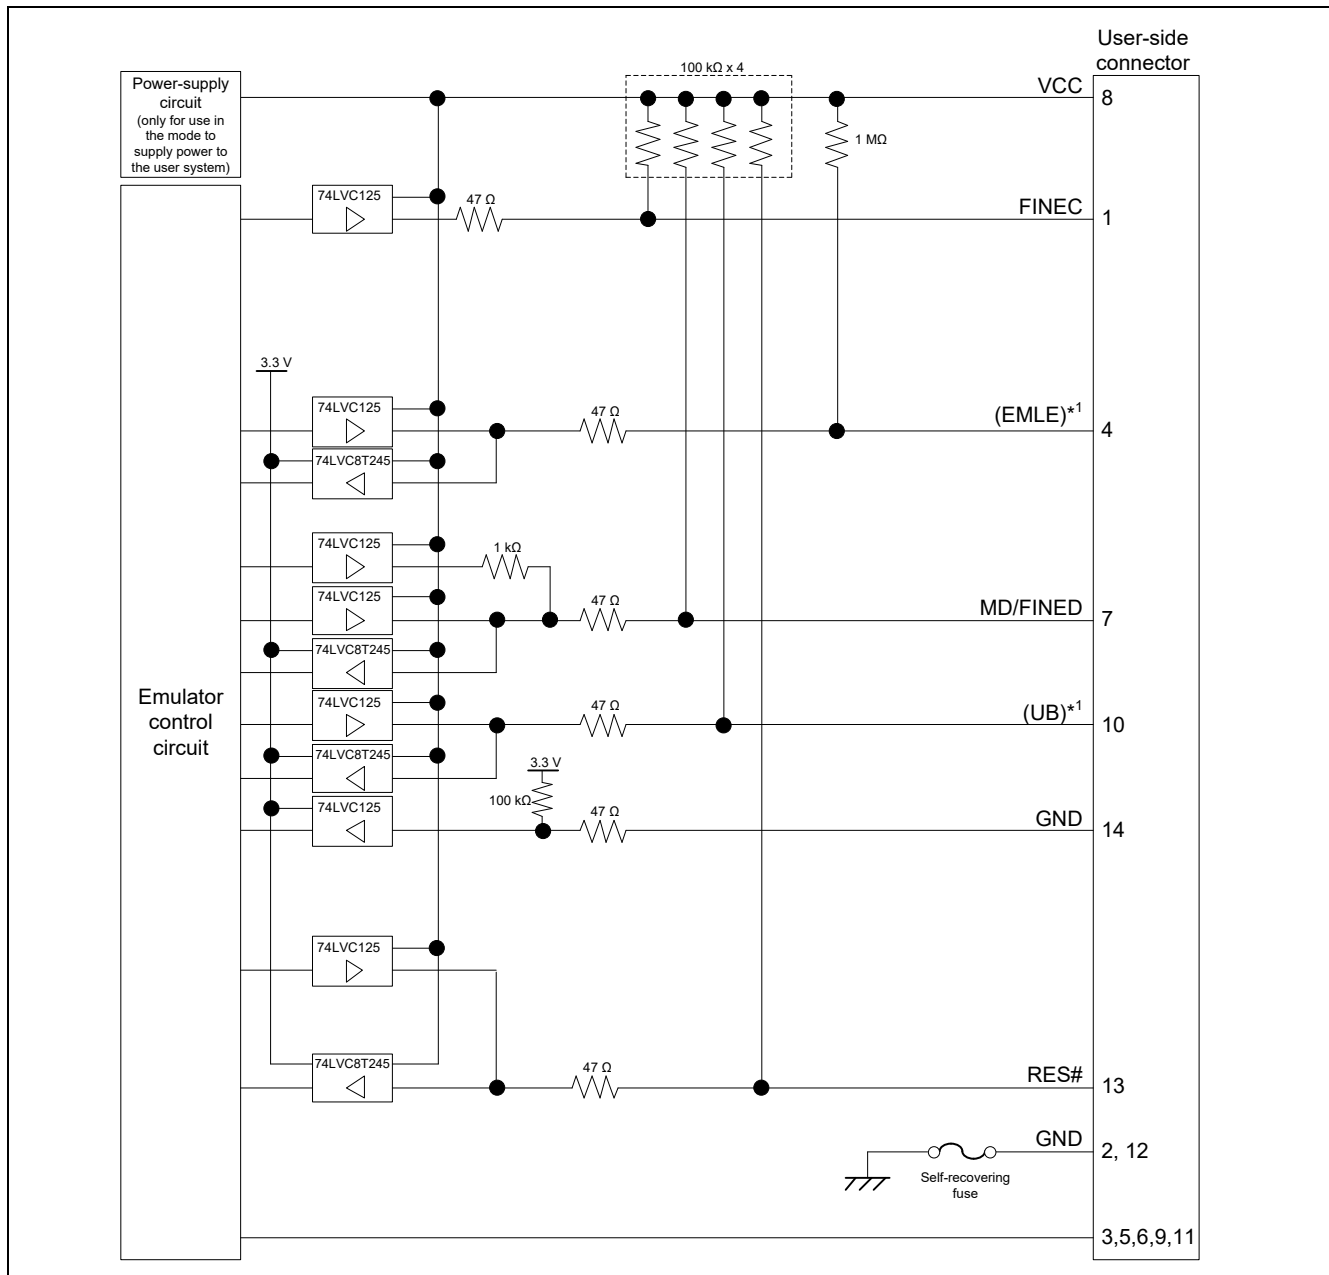 User-side
connector
Power-supply
circuit
(only for use in
the mode to
supply power to
the user system)
100 kΩ x 4
VCC
8
1 MΩ
74LVC125
47 Ω
FINEC
1
3.3 V
74LVC125
47 Ω
(EMLE)*1
4
74LVC8T245
74LVC125
1 kΩ
74LVC125
47 Ω
MD/FINED
7
74LVC8T245
Emulator
control
circuit
74LVC125
47 Ω
(UB)*1
10
74LVC8T245
3.3 V
100 kΩ
74LVC125
47 Ω
GND
14
74LVC125
74LVC8T245
47 Ω
RES#
13
GND
2, 12
Self-recovering
fuse
3,5,6,9,11